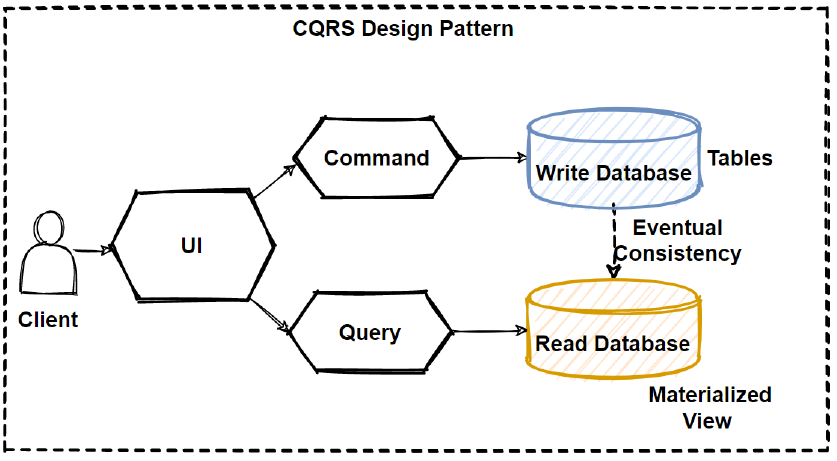 CQRS Design Pattern
Command
Write Database
Tables
UI
Eventual
Consistency
Client
Query
Read Database
Materialized
View